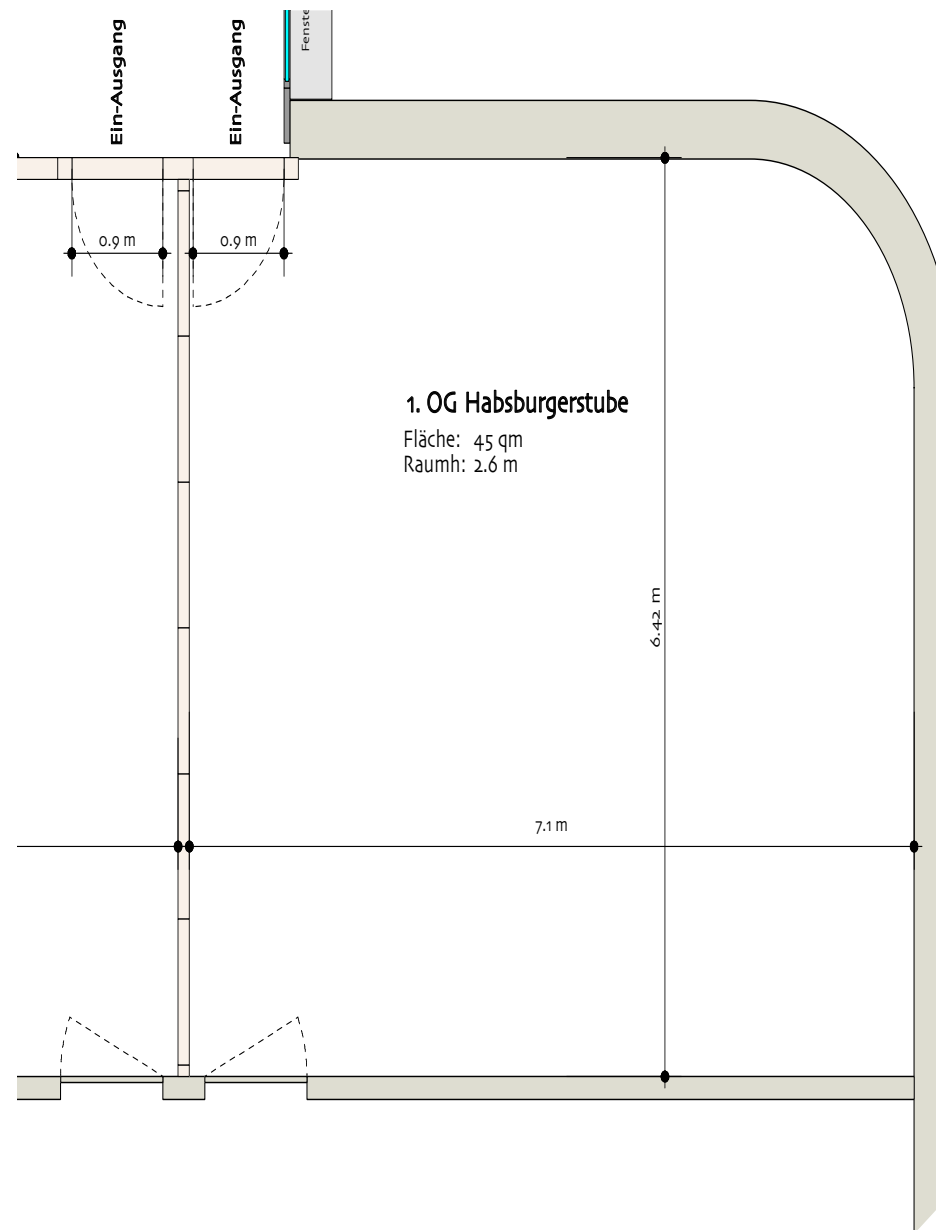 Ein-Ausgang
Ein-Ausgang
0.9 m
0.9 m
1. OG Habsburgerstube
Fläche: 45 qm
Raumh: 2.6 m
6.42 m
7.1 m